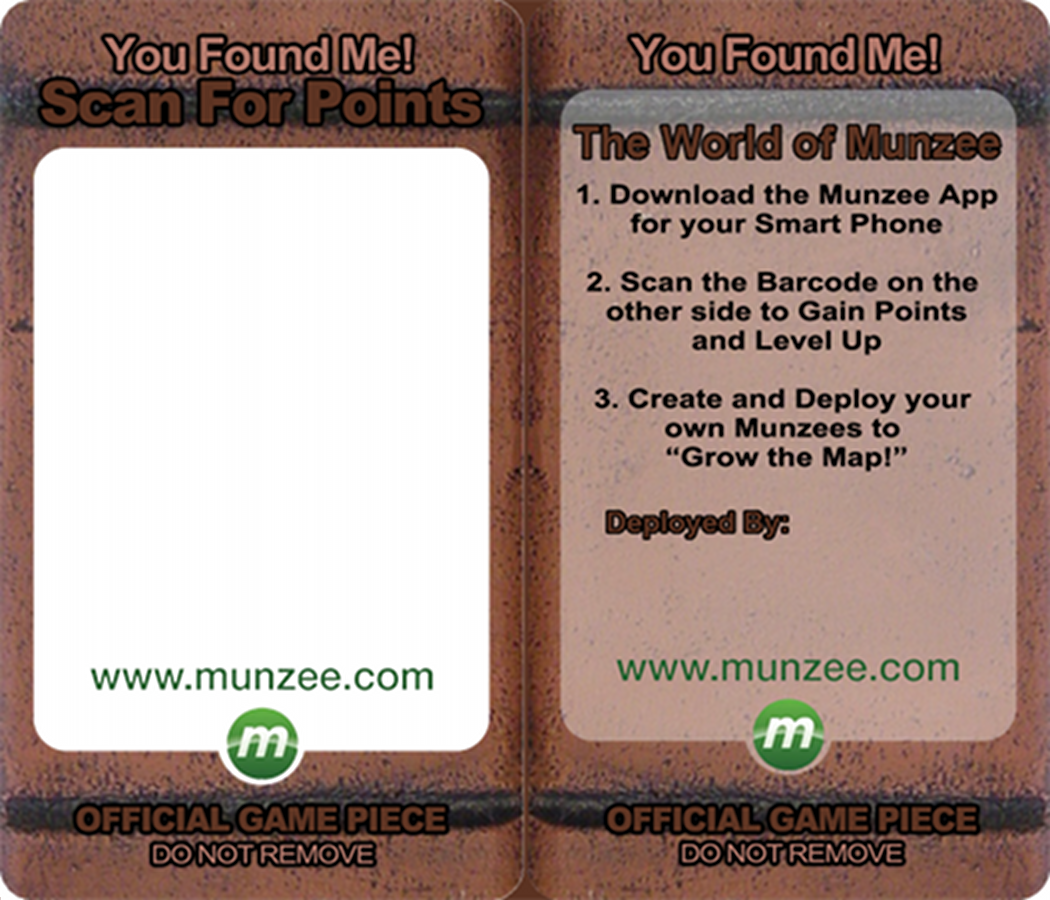 You Found Me!
Scan For Points
www.munzee.com
m
OFFICIAL GAME PIECE
DO NOT REMOVE
You Found Me!
The World of Munzee
1. Download the Munzee App
for your Smart Phone
2. Scan the Barcode on the
other side to Gain Points
and Level Up
3. Create and Deploy your
own Munzees to
“Grow the Map!”
Deployed By:
www.munzee.com
m
OFFICIAL GAME PIECE
DO NOT REMOVE